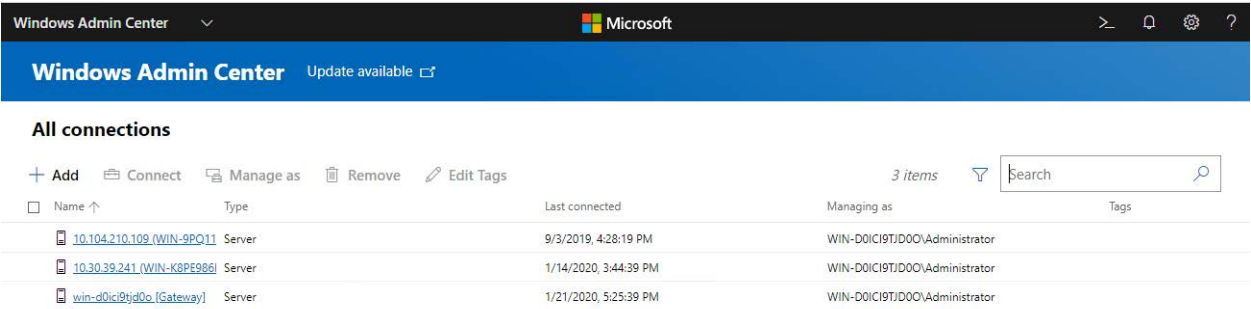 Windows Admin Center Microsoft >_ ?
Windows Admin Center Update available
All connections
Add Connect Manage as Remove Edit Tags 3 items Search
Name Type Last connected Managing as Tags
10.104.210.109 (WIN-9PQ11 Server 9/3/2019, 4:28:19 PM WIN-D0ICI9TJD0O\Administrator
10.30.39.241 (WIN-K8PE986I Server 1/14/2020, 3:44:39 PM WIN-D0ICI9TJD0O\Administrator
win-d0ici9tjd0o [Gateway] Server 1/21/2020, 5:25:39 PM WIN-D0ICI9TJD0O\Administrator